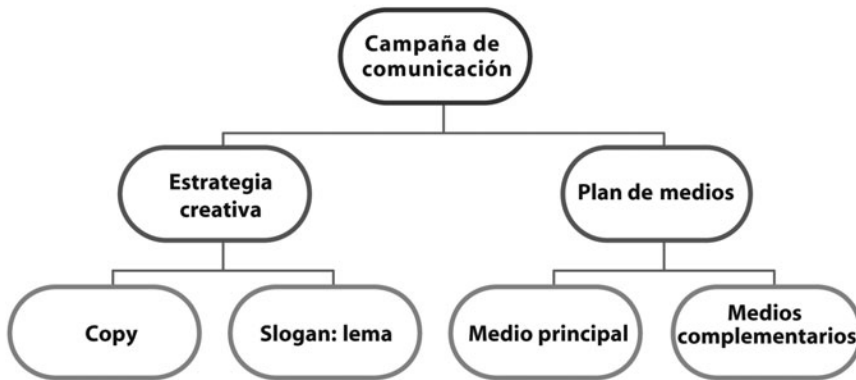 Campaña de
comunicación
Estrategia
creativa
Plan de medios
Copy
Slogan: lema
Medio principal
Medios
complementarios